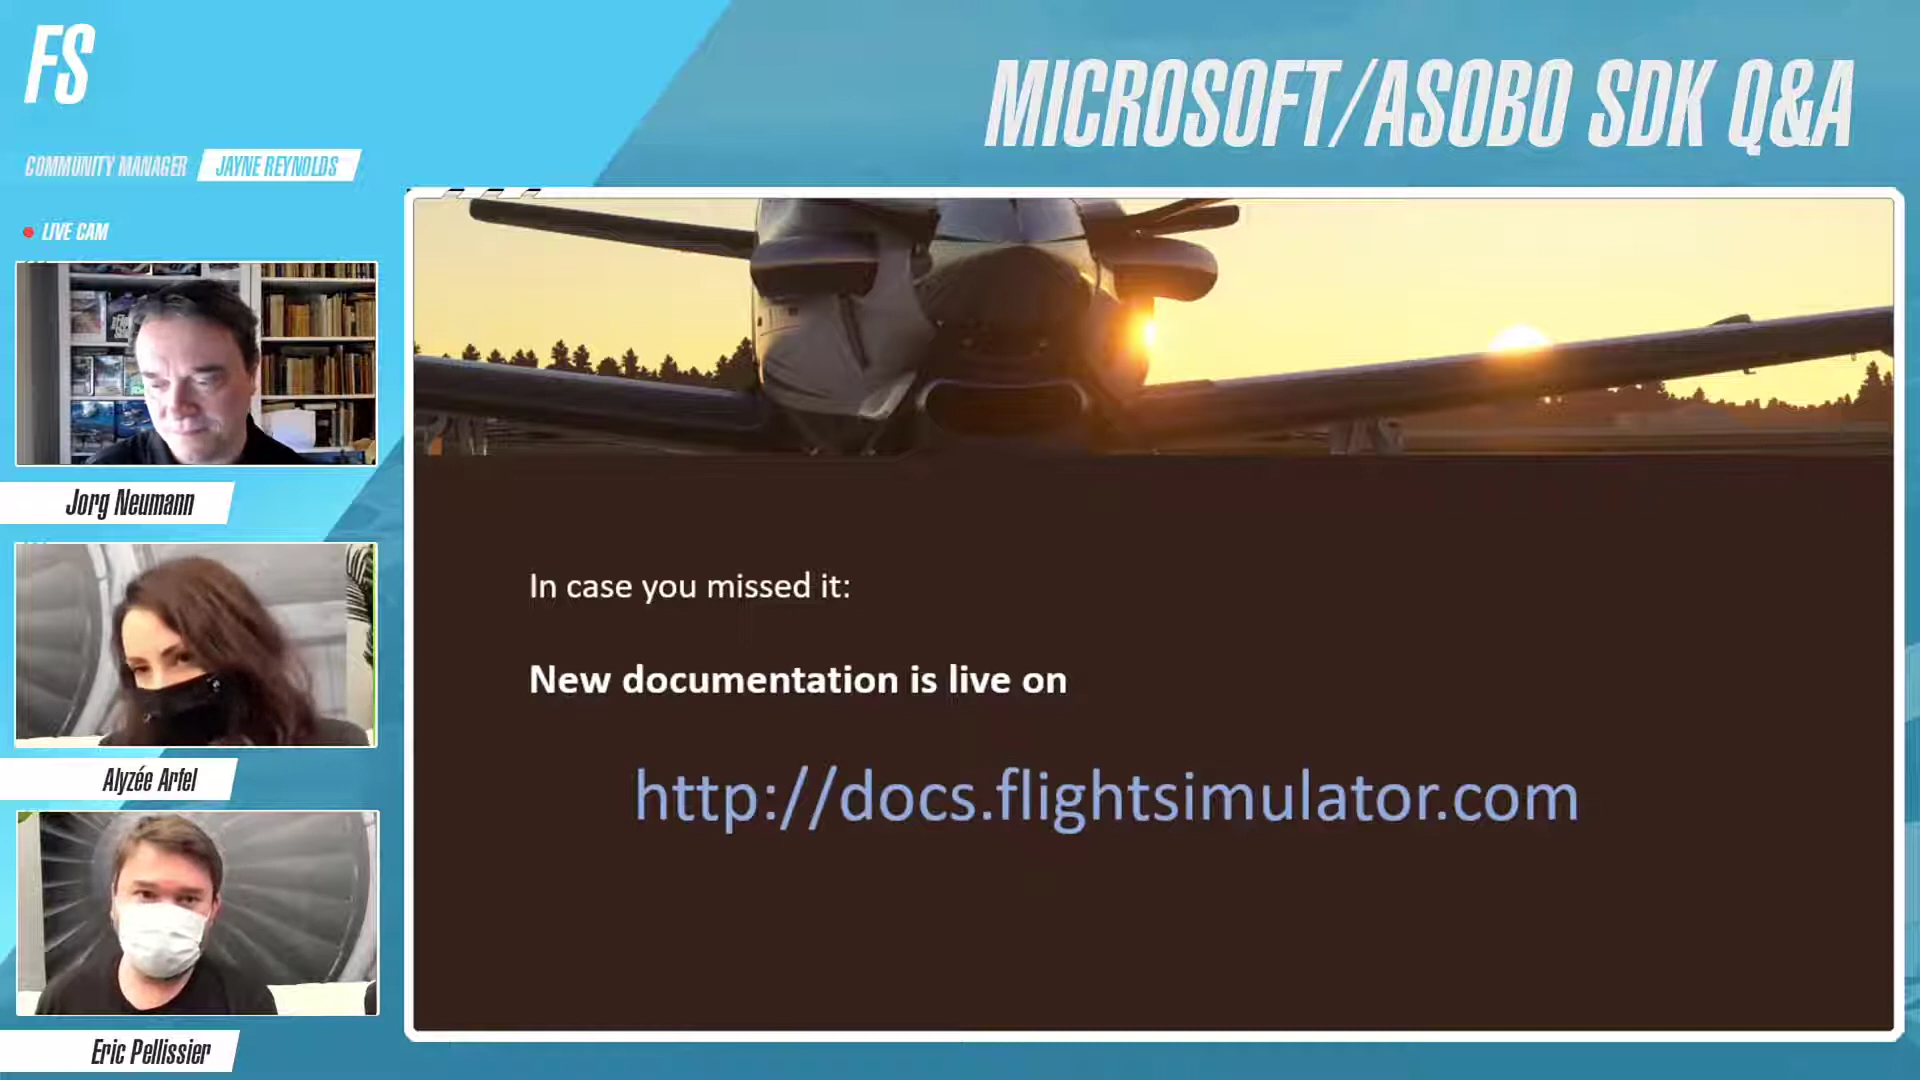 FS
MICROSOFT/ASOBO SDK Q&A
COMMUNITY MANAGER JAYNE REYNOLDS
LIVE CAM
Jorg Neumann
Alyzée Arfel
Eric Pellissier
In case you missed it:
New documentation is live on
http://docs.flightsimulator.com